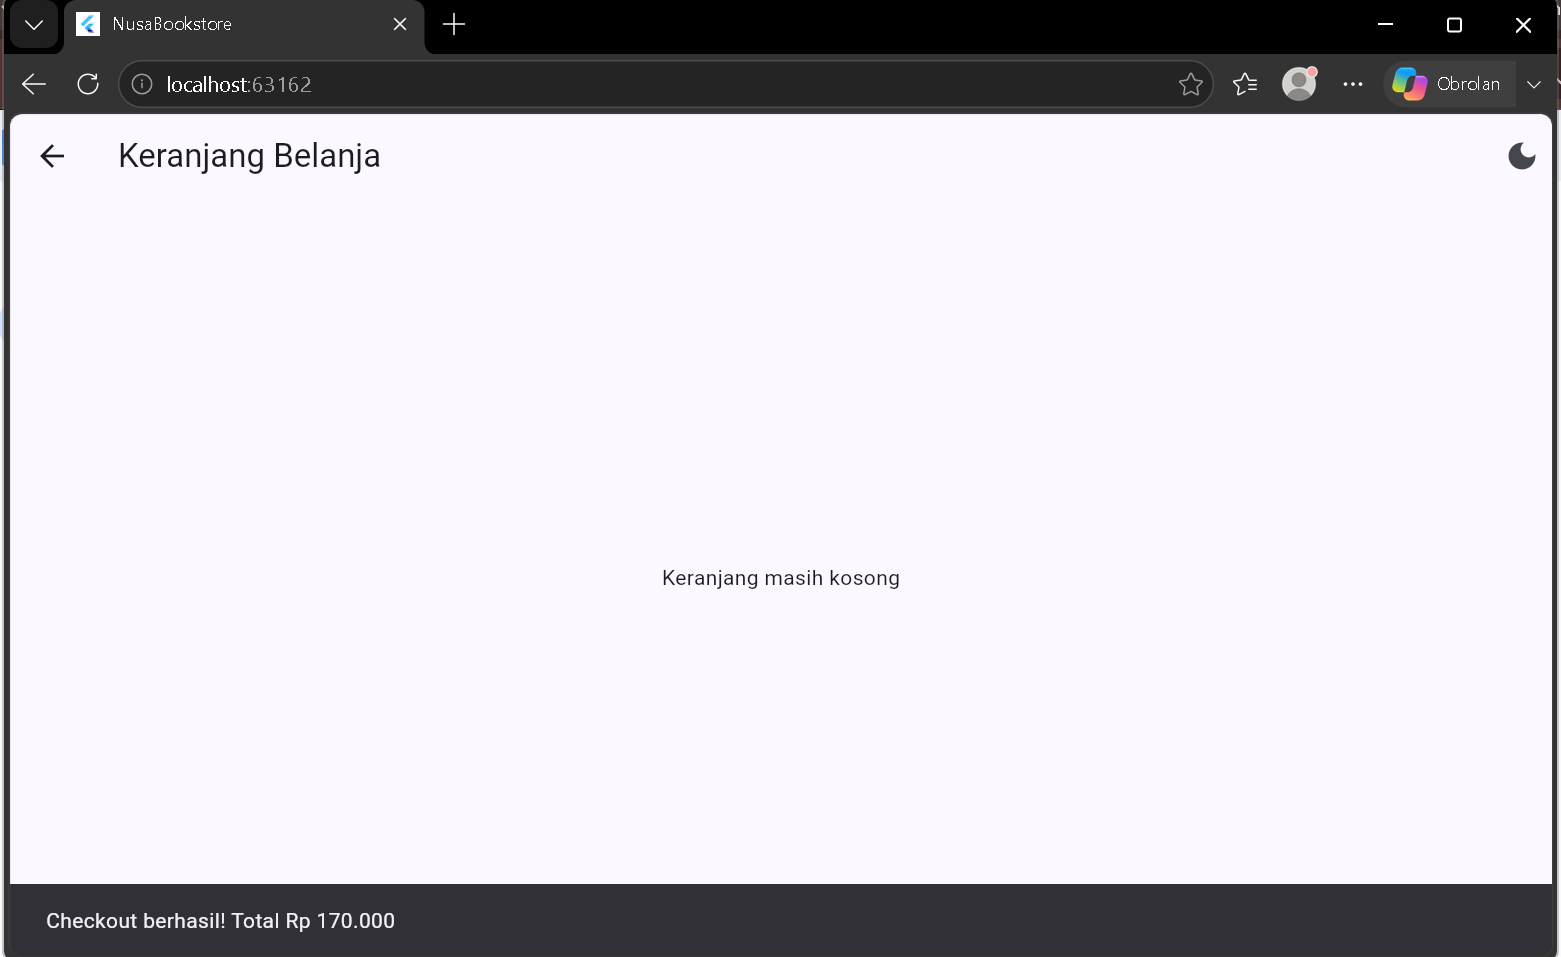 NusaBookstore
localhost:63162
Obrolan
Keranjang Belanja
Keranjang masih kosong
Checkout berhasil! Total Rp 170.000